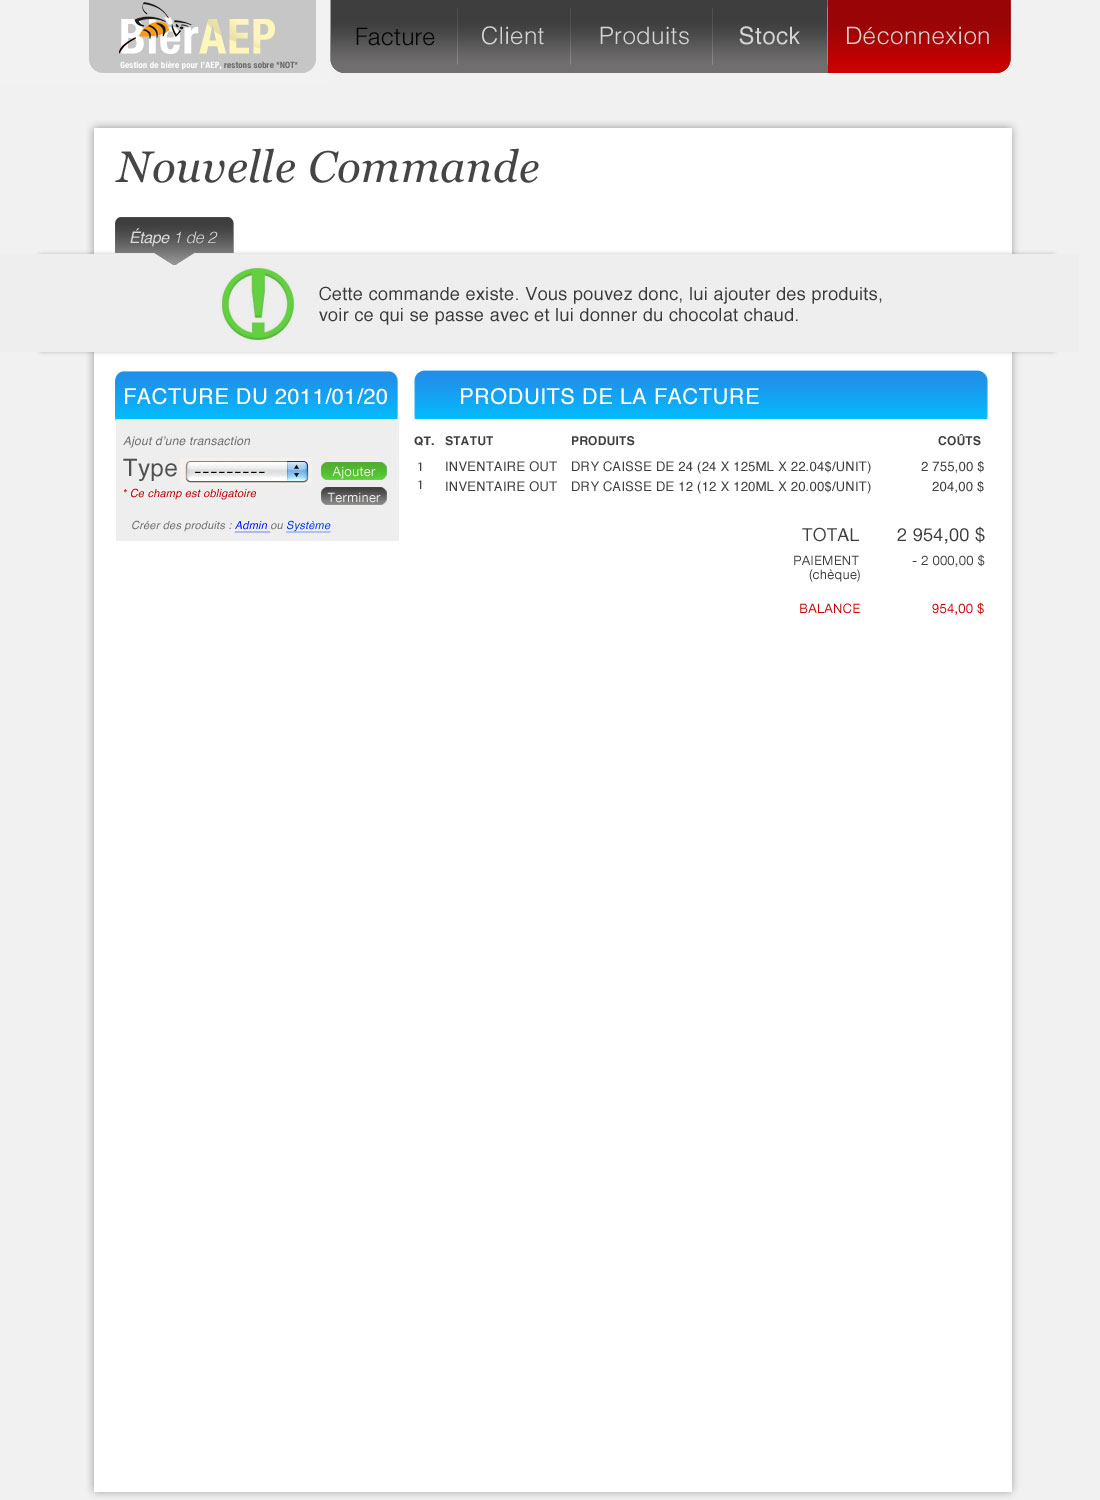 BièrAEP
Gestion de bière pour l'AEP, restons sobre "NOT"
Facture
Client
Produits
Stock
Déconnexion
Nouvelle Commande
Étape 1 de 2
Cette commande existe. Vous pouvez donc, lui ajouter des produits,
voir ce qui se passe avec et lui donner du chocolat chaud.
FACTURE DU 2011/01/20
Ajout d'une transaction
Type ---------
Ajouter
* Ce champ est obligatoire
Terminer
Créer des produits : Admin ou Système
PRODUITS DE LA FACTURE
QT. STATUT PRODUITS COÛTS
1 INVENTAIRE OUT DRY CAISSE DE 24 (24 X 125ML X 22.04$/UNIT) 2 755,00 $
1 INVENTAIRE OUT DRY CAISSE DE 12 (12 X 120ML X 20.00$/UNIT) 204,00 $
TOTAL 2 954,00 $
PAIEMENT - 2 000,00 $
(chèque)
BALANCE 954,00 $